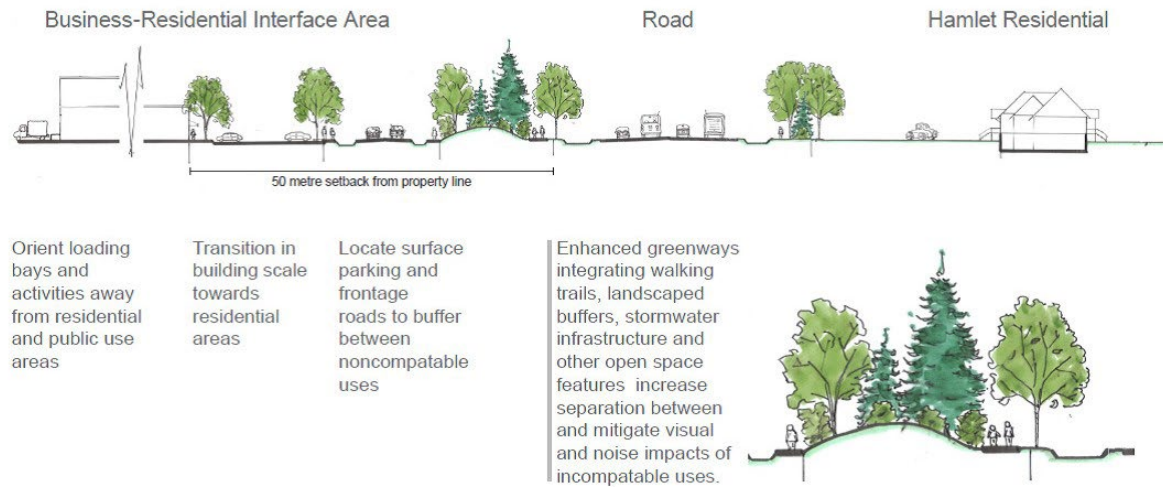 Business-Residential Interface Area
Road
Hamlet Residential
50 metre setback from property line
Orient loading
bays and
activities away
from residential
and public use
areas
Transition in
building scale
towards
residential
areas
Locate surface
parking and
frontage
roads to buffer
between
noncompatable
uses
Enhanced greenways
integrating walking
trails, landscaped
buffers, stormwater
infrastructure and
other open space
features increase
separation between
and mitigate visual
and noise impacts of
incompatable uses.